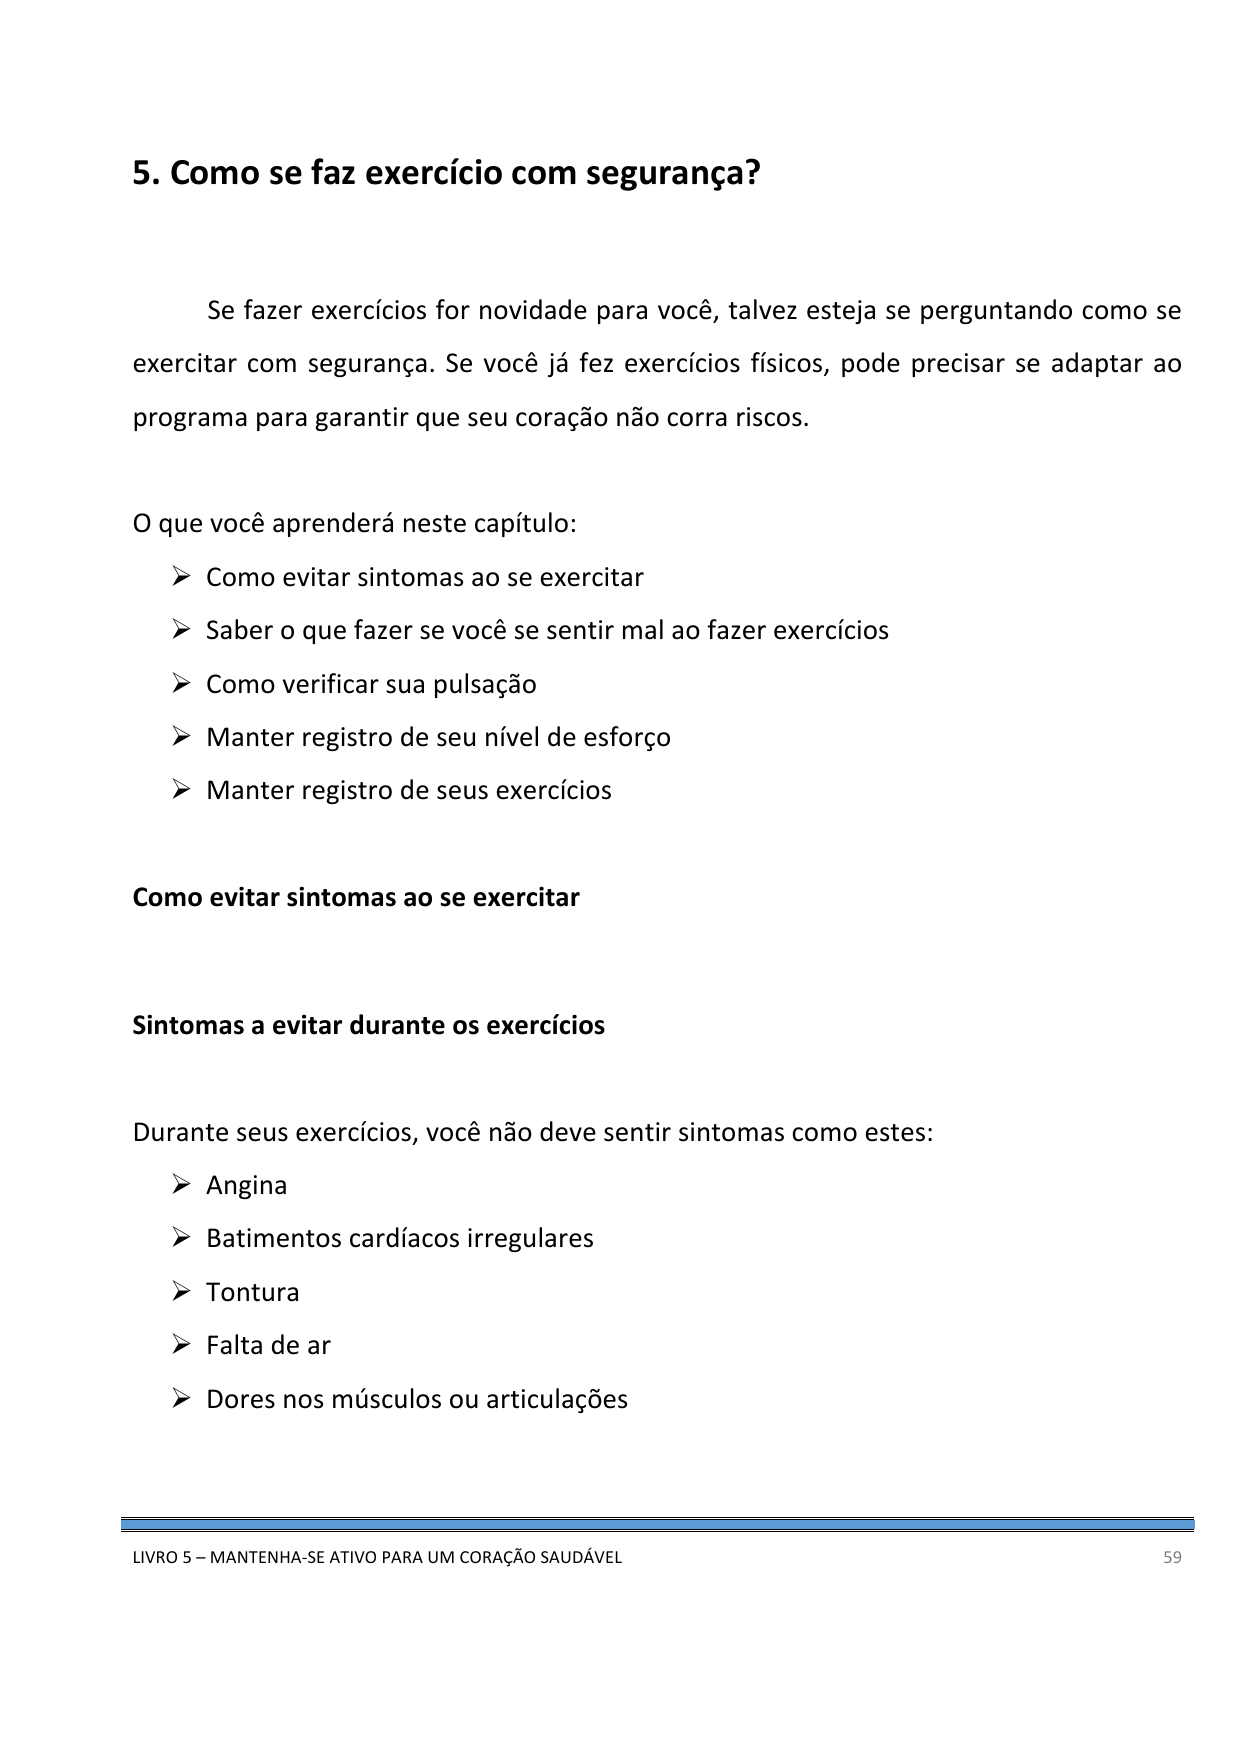 5. Como se faz exercício com segurança?
Se fazer exercícios for novidade para você, talvez esteja se perguntando como se
exercitar com segurança. Se você já fez exercícios físicos, pode precisar se adaptar ao
programa para garantir que seu coração não corra riscos.
O que você aprenderá neste capítulo:
➢ Como evitar sintomas ao se exercitar
➢ Saber o que fazer se você se sentir mal ao fazer exercícios
➢ Como verificar sua pulsação
➢ Manter registro de seu nível de esforço
➢ Manter registro de seus exercícios
Como evitar sintomas ao se exercitar
Sintomas a evitar durante os exercícios
Durante seus exercícios, você não deve sentir sintomas como estes:
➢ Angina
➢ Batimentos cardíacos irregulares
➢ Tontura
➢ Falta de ar
➢ Dores nos músculos ou articulações
LIVRO 5 – MANTENHA-SE ATIVO PARA UM CORAÇÃO SAUDÁVEL 59